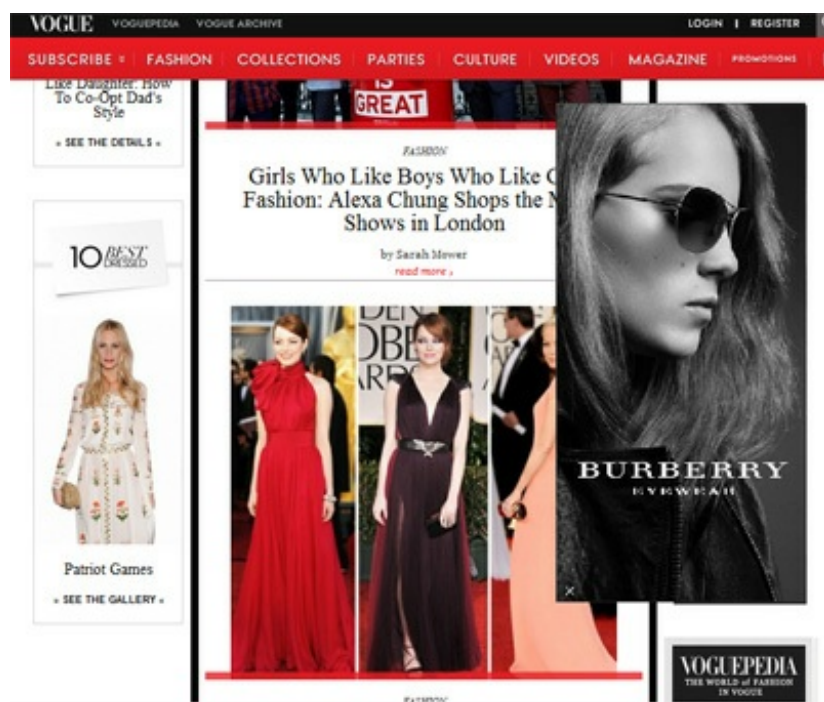 VOGUE VOGUEPEDIA VOGUE ARCHIVE LOGIN | REGISTER
SUBSCRIBE FASHION COLLECTIONS PARTIES CULTURE VIDEOS MAGAZINE PROMOTIONS
Like Daughter: How
To Co-Opt Dad's
Style
» SEE THE DETAILS «
10 BEST
DRESSED
Patriot Games
» SEE THE GALLERY «
IS
GREAT
FASHION
Girls Who Like Boys Who Like
Fashion: Alexa Chung Shops the
Shows in London
by Sarah Mower
read more ›
BURBERRY
EYEWEAR
VOGUEPEDIA
THE WORLD of FASHION
IN VOGUE
FASHION